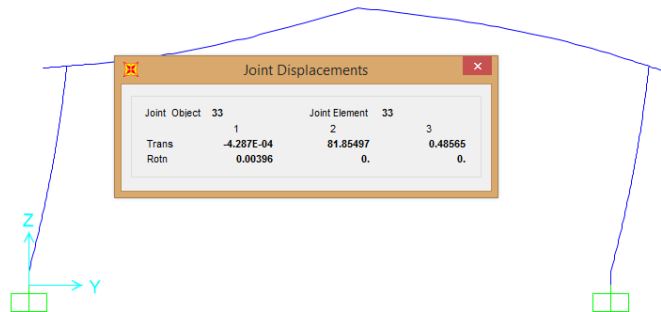 Joint Displacements
Joint Object 33 Joint Element 33
1 2 3
Trans -4.287E-04 81.85497 0.48565
Rotn 0.00396 0. 0.
Z
Y